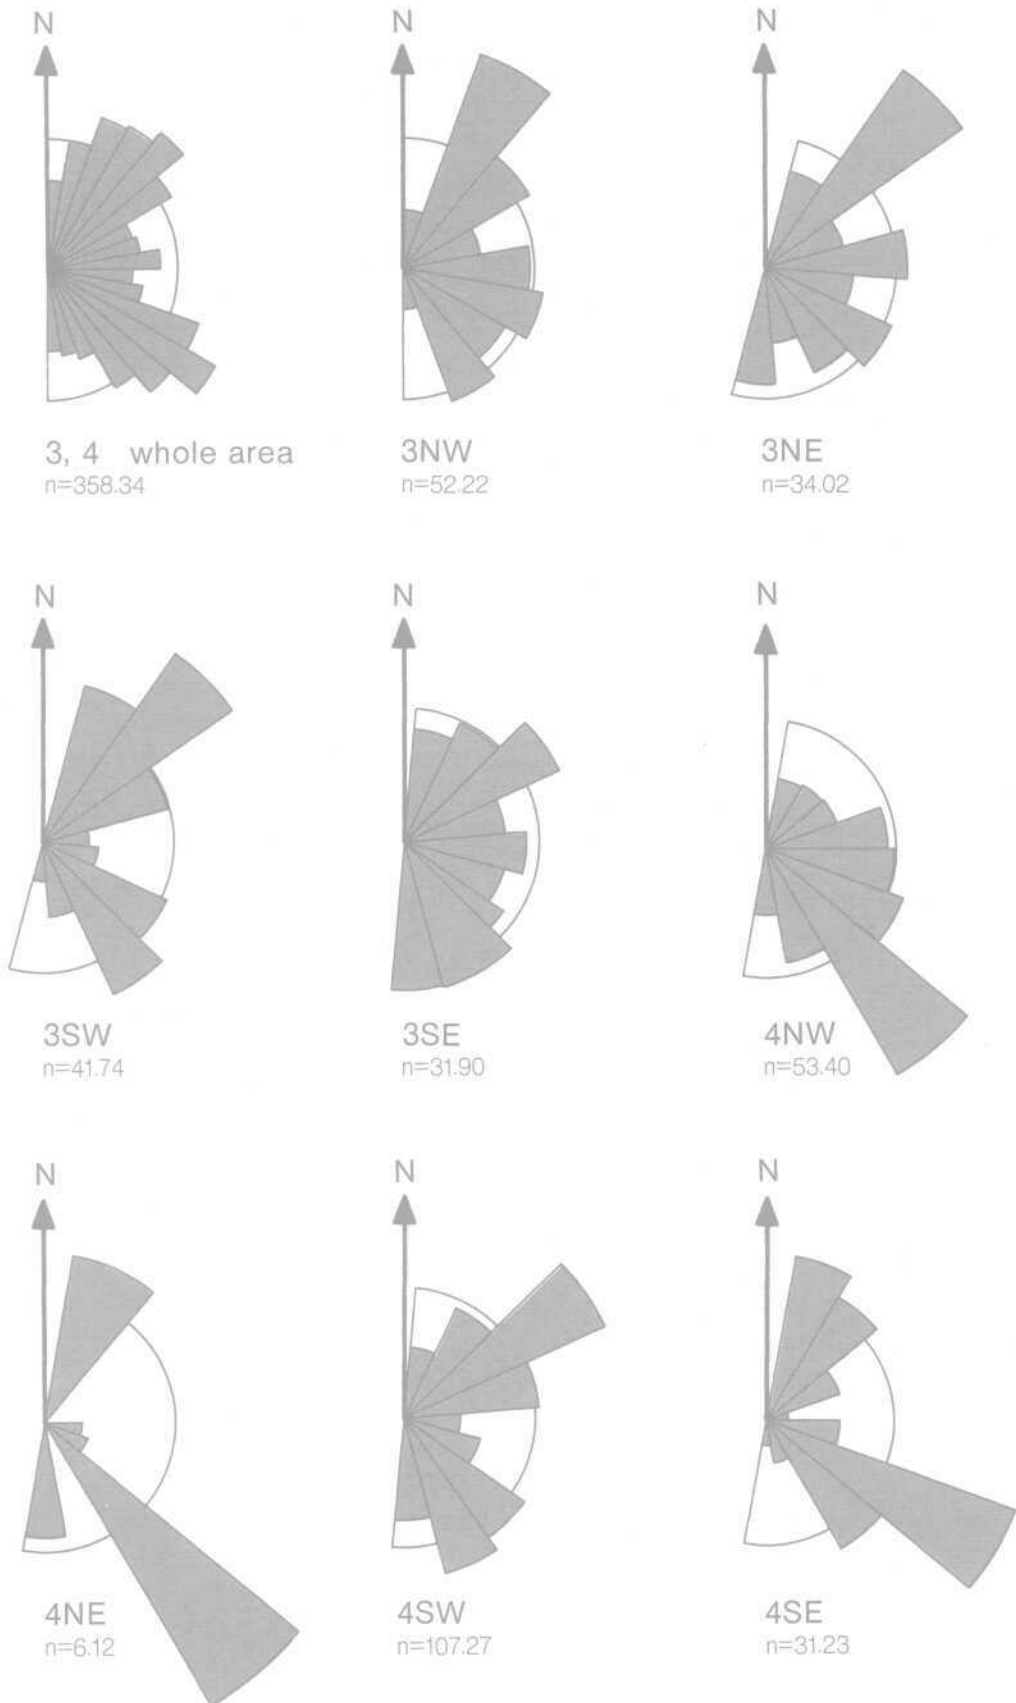 N
N
N
3, 4 whole area
n=358.34
3NW
n=52.22
3NE
n=34.02
N
N
N
3SW
n=41.74
3SE
n=31.90
4NW
n=53.40
N
N
N
4NE
n=6.12
4SW
n=107.27
4SE
n=31.23